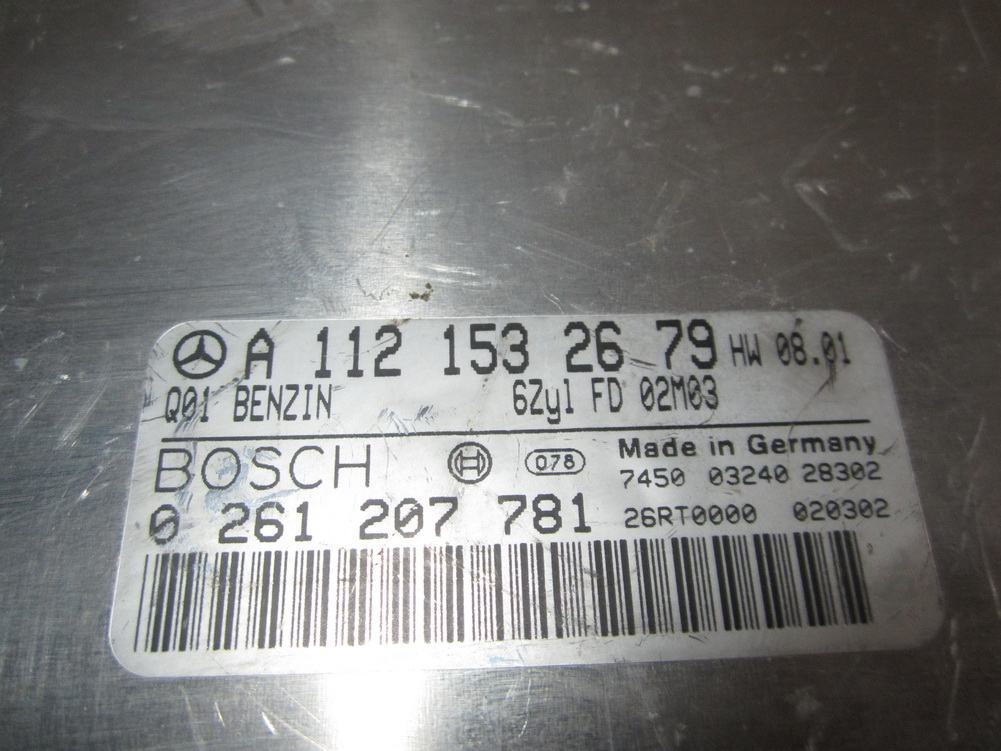 A 112 153 26 79 HW 08.01
Q01 BENZIN 6Zyl FD 02M03
BOSCH 078 Made in Germany
7450 03240 28302
0 261 207 781 26RT0000 020302